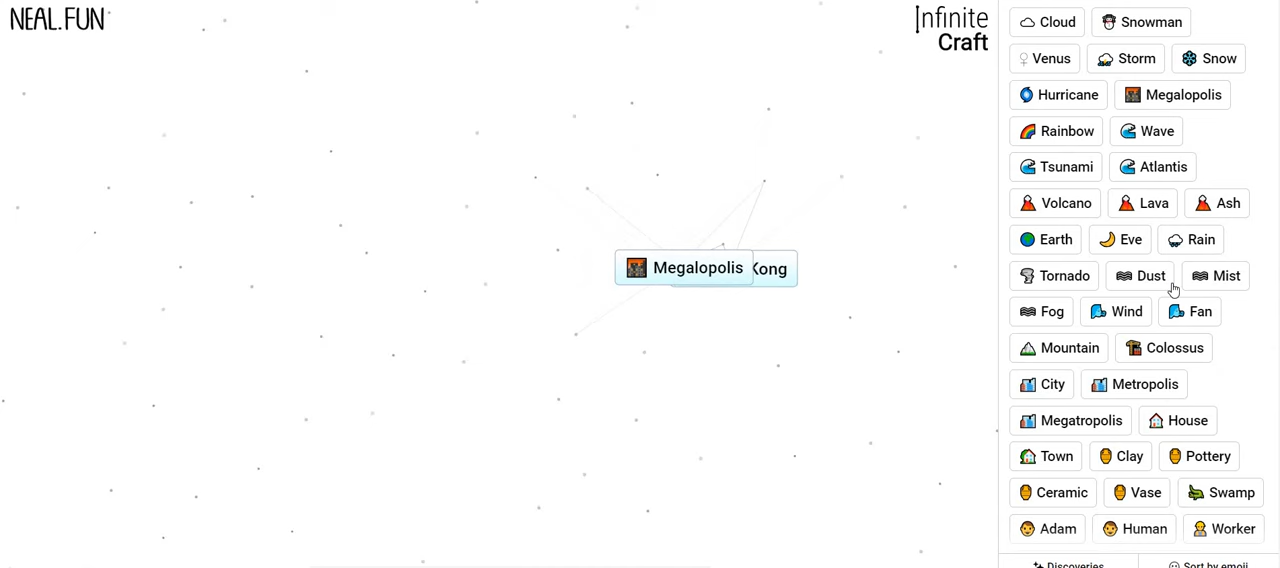 NEAL.FUN
Infinite
Craft
Cloud
Snowman
Venus
Storm
Snow
Hurricane
Megalopolis
Rainbow
Wave
Tsunami
Atlantis
Volcano
Lava
Ash
Earth
Eve
Rain
Tornado
Dust
Mist
Fog
Wind
Fan
Mountain
Colossus
City
Metropolis
Megatropolis
House
Town
Clay
Pottery
Ceramic
Vase
Swamp
Adam
Human
Worker
Megalopolis
Kong
Discoveries
Sort by emoji